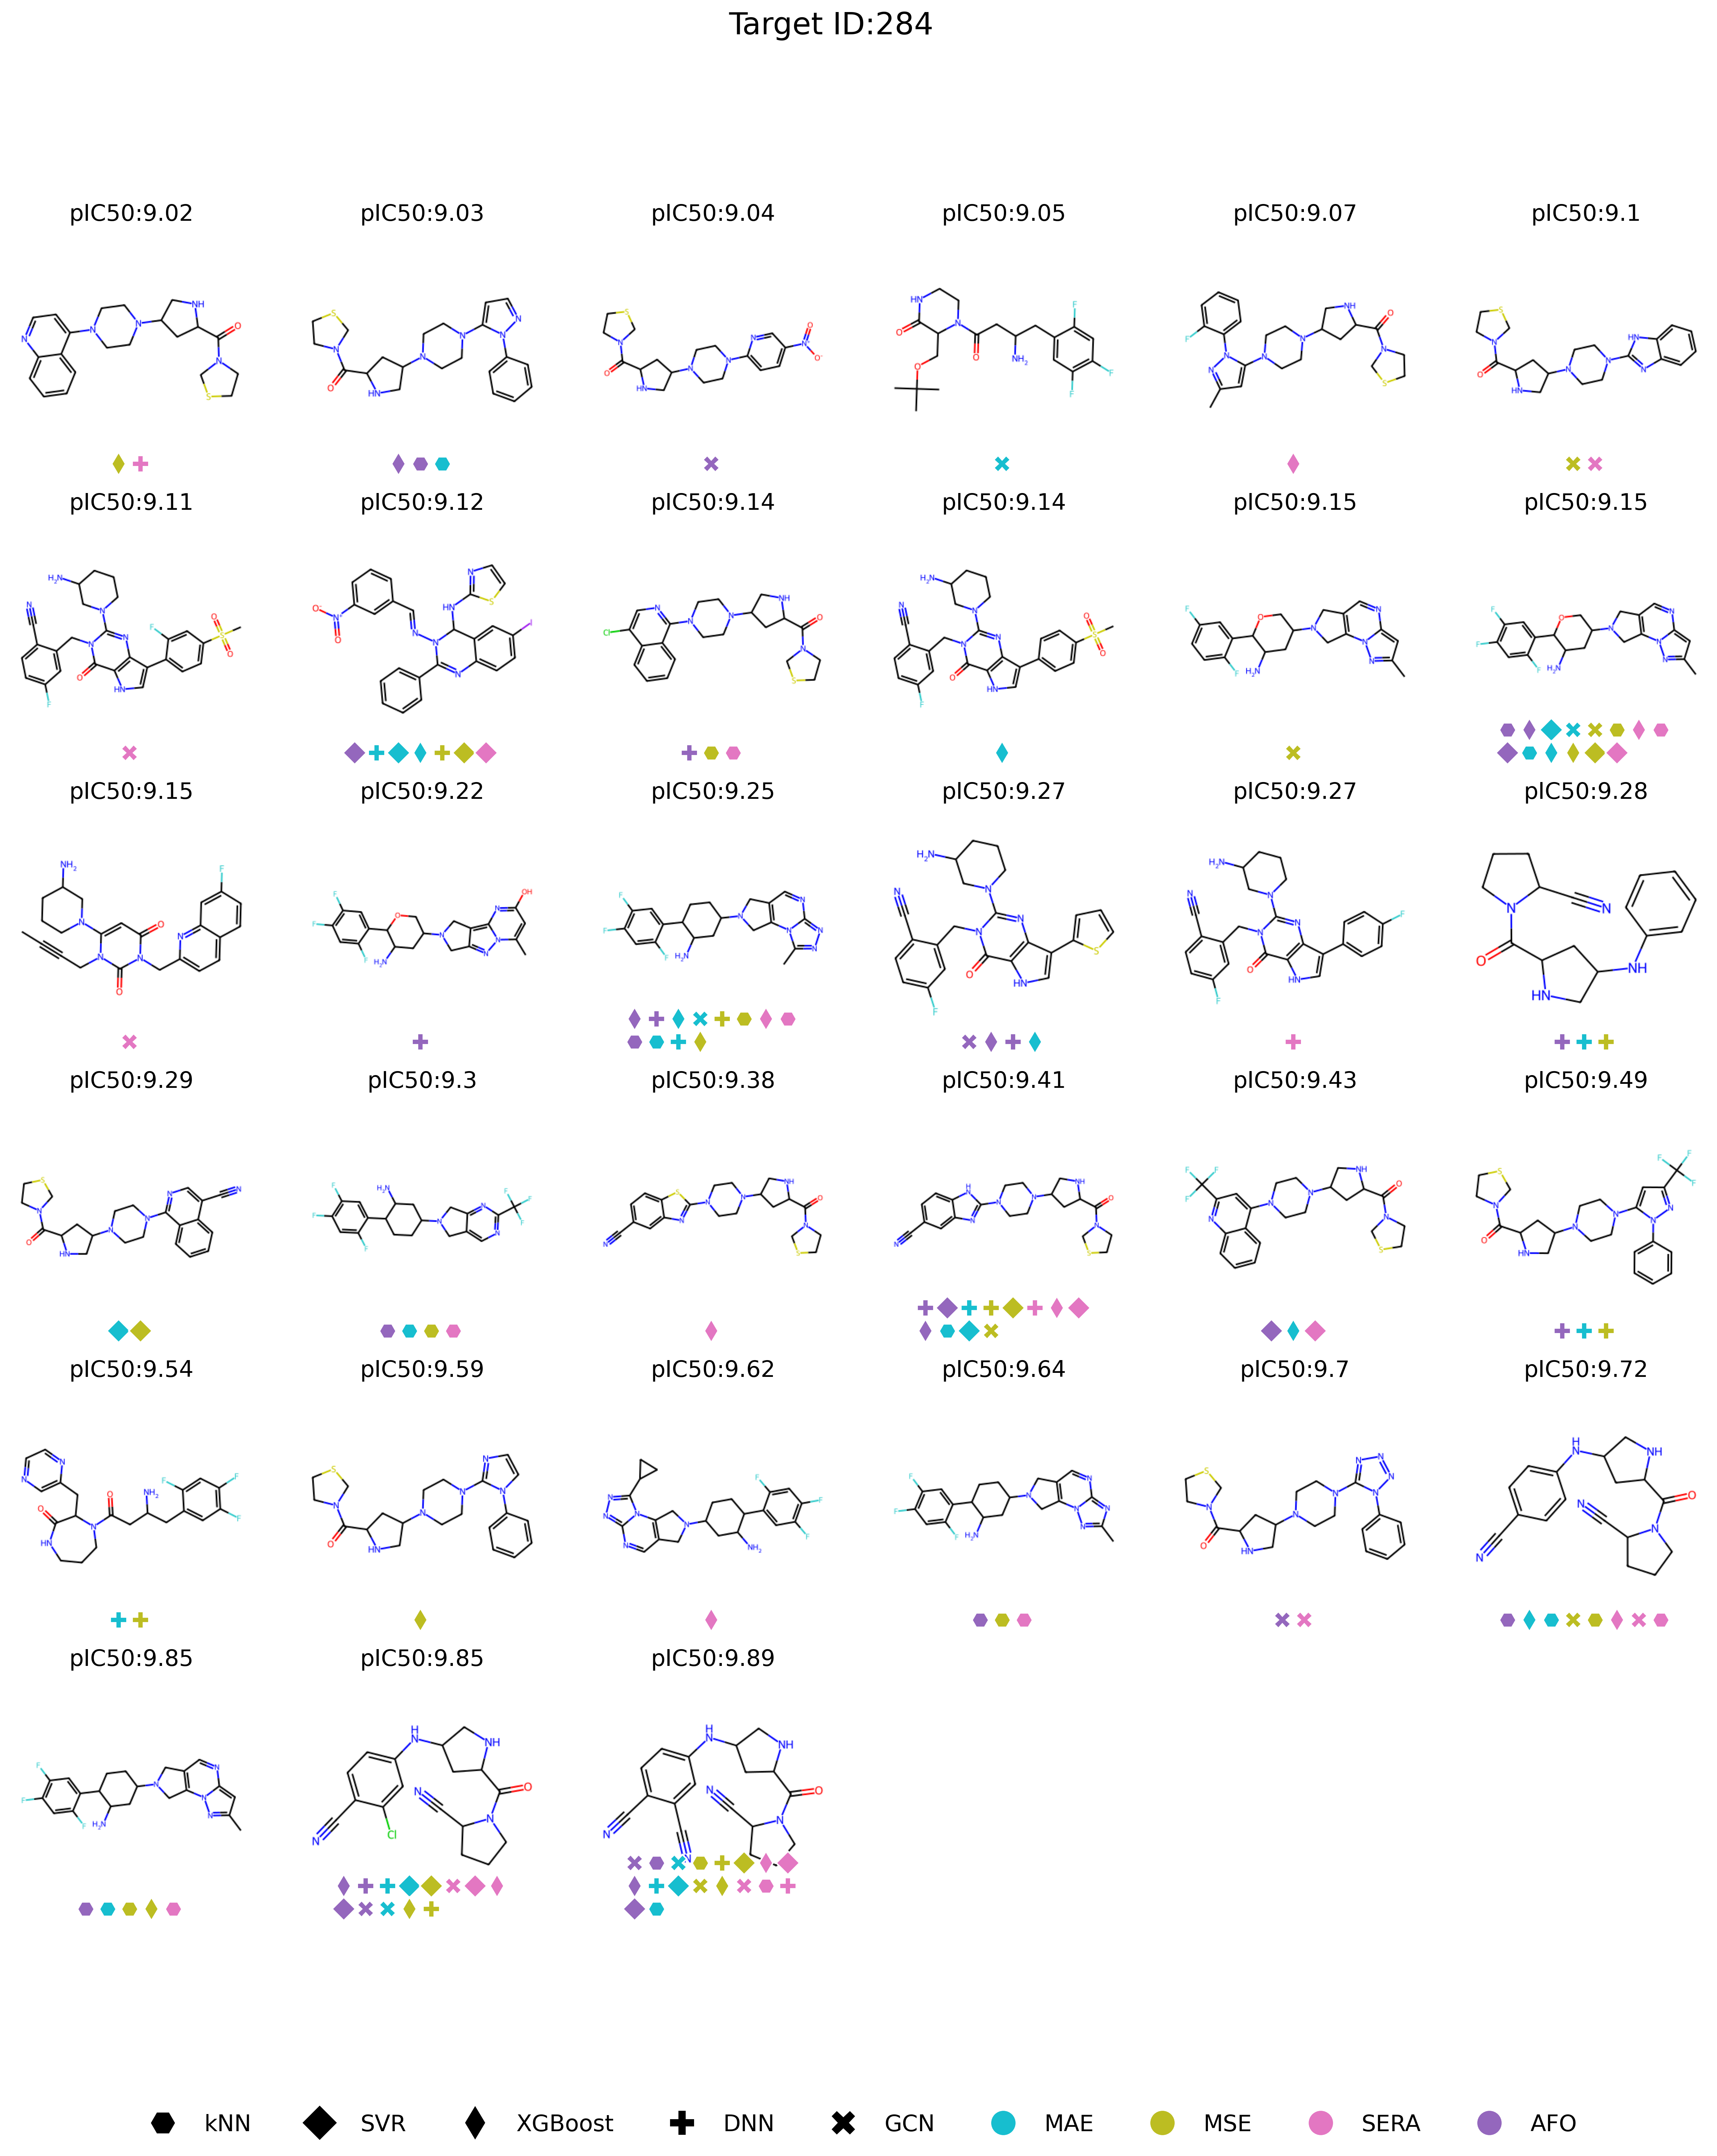 Target ID:284
pIC50:9.02 pIC50:9.03 pIC50:9.04 pIC50:9.05 pIC50:9.07 pIC50:9.1
pIC50:9.11 pIC50:9.12 pIC50:9.14 pIC50:9.14 pIC50:9.15 pIC50:9.15
pIC50:9.15 pIC50:9.22 pIC50:9.25 pIC50:9.27 pIC50:9.27 pIC50:9.28
pIC50:9.29 pIC50:9.3 pIC50:9.38 pIC50:9.41 pIC50:9.43 pIC50:9.49
pIC50:9.54 pIC50:9.59 pIC50:9.62 pIC50:9.64 pIC50:9.7 pIC50:9.72
pIC50:9.85 pIC50:9.85 pIC50:9.89
kNN SVR XGBoost DNN GCN MAE MSE SERA AFO